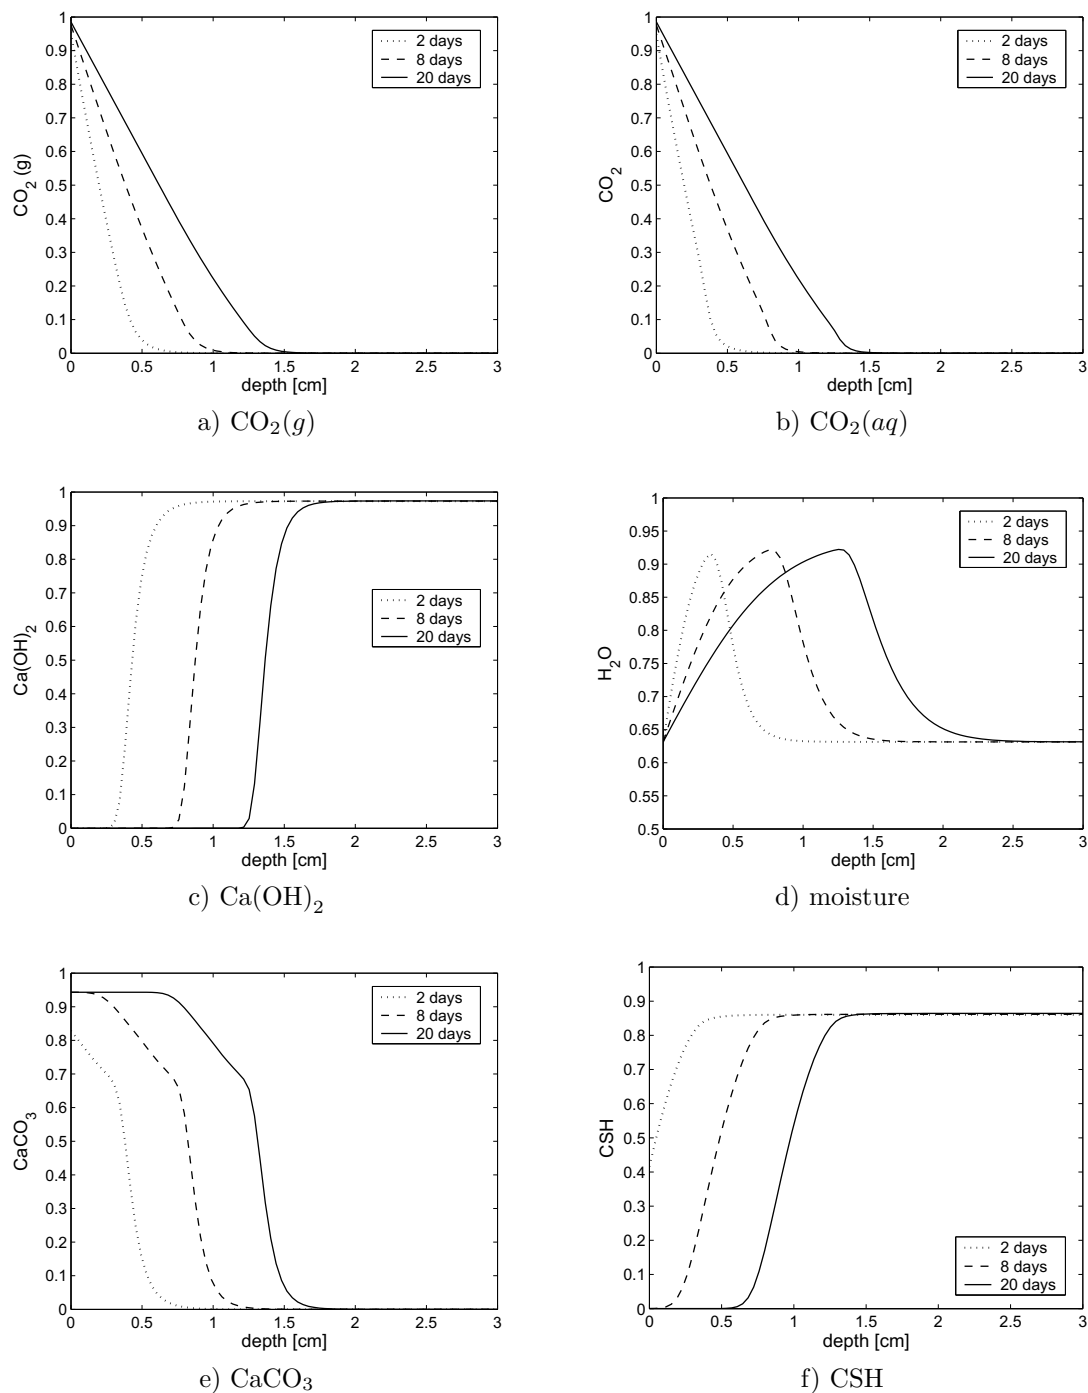 1
0.9
0.8
0.7
0.6
0.5
0.4
0.3
0.2
0.1
0
CO2 (g)
2 days
8 days
20 days
0 0.5 1 1.5 2 2.5 3
depth [cm]
a) CO2(g)
1
0.9
0.8
0.7
0.6
0.5
0.4
0.3
0.2
0.1
0
CO2
2 days
8 days
20 days
0 0.5 1 1.5 2 2.5 3
depth [cm]
b) CO2(aq)
1
0.9
0.8
0.7
0.6
0.5
0.4
0.3
0.2
0.1
0
Ca(OH)2
2 days
8 days
20 days
0 0.5 1 1.5 2 2.5 3
depth [cm]
c) Ca(OH)2
1
0.95
0.9
0.85
0.8
0.75
0.7
0.65
0.6
0.55
0.5
H2O
2 days
8 days
20 days
0 0.5 1 1.5 2 2.5 3
depth [cm]
d) moisture
1
0.9
0.8
0.7
0.6
0.5
0.4
0.3
0.2
0.1
0
CaCO3
2 days
8 days
20 days
0 0.5 1 1.5 2 2.5 3
depth [cm]
e) CaCO3
1
0.9
0.8
0.7
0.6
0.5
0.4
0.3
0.2
0.1
0
CSH
2 days
8 days
20 days
0 0.5 1 1.5 2 2.5 3
depth [cm]
f) CSH